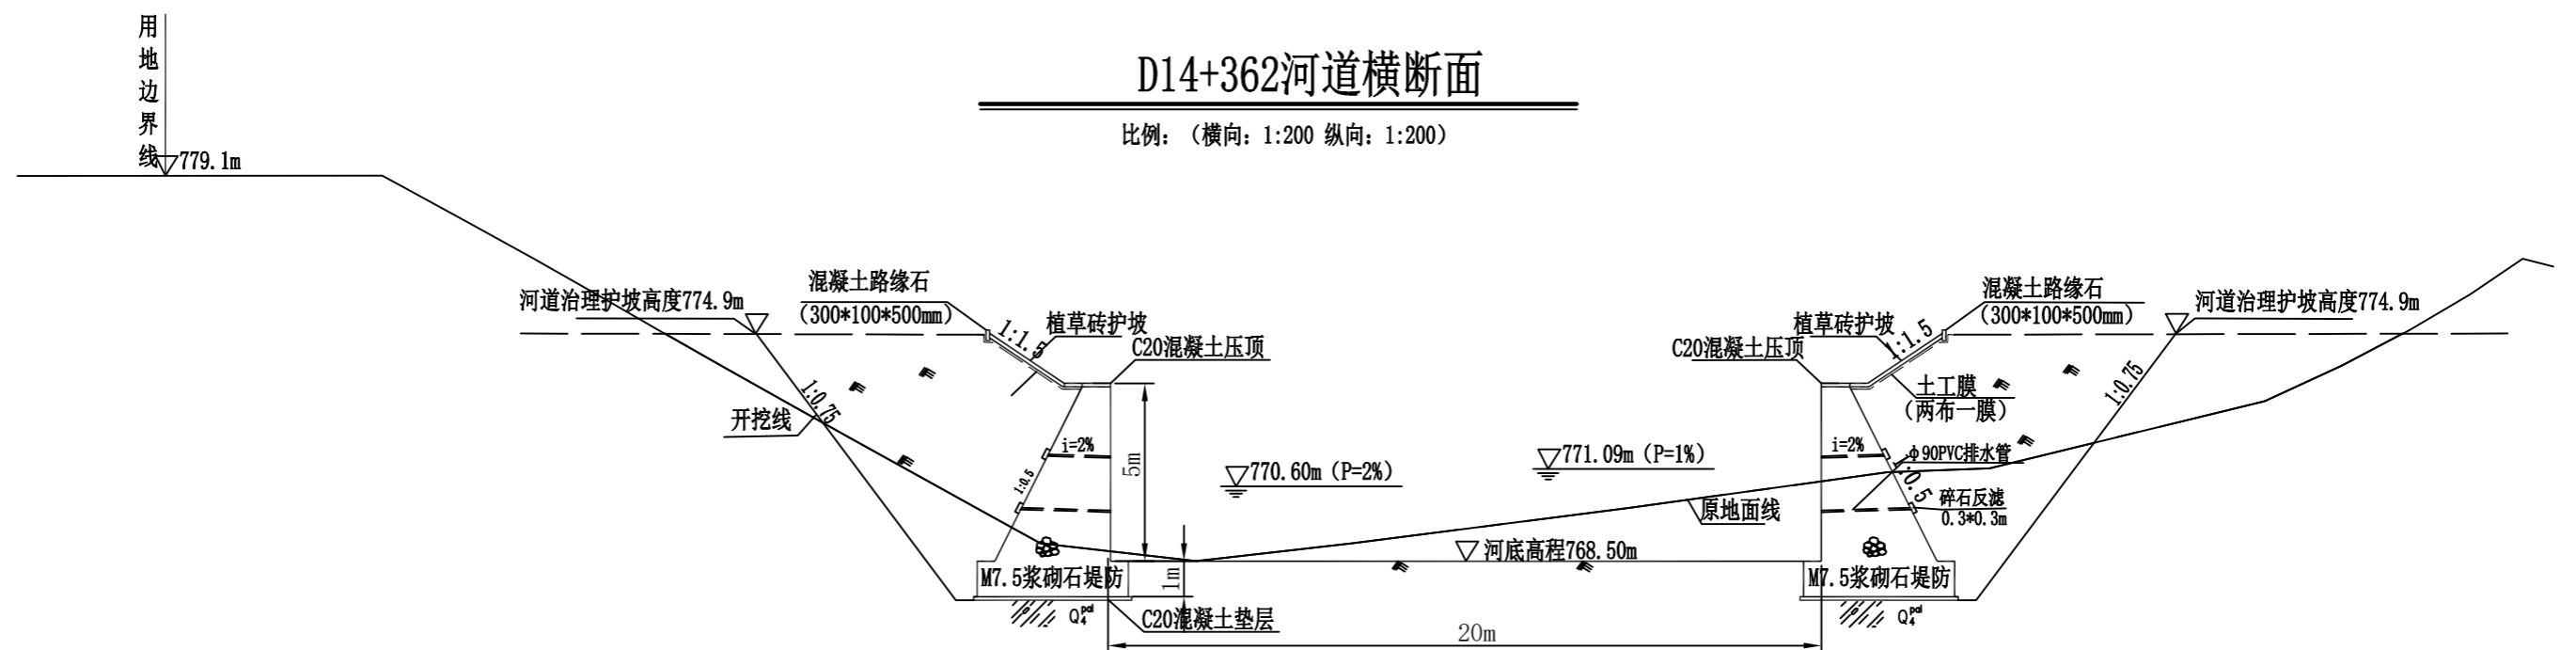 用地边界线
D14+362河道横断面
比例：（横向：1:200 纵向：1:200）
779.1m
河道治理护坡高度774.9m
混凝土路缘石
（300*100*500mm）
1:1.5
植草砖护坡
C20混凝土压顶
1:0.75
开挖线
i=2%
1:0.5
5m
770.60m（P=2%）
771.09m（P=1%）
原地面线
河底高程768.50m
M7.5浆砌石堤防
1m
Q4pal
C20混凝土垫层
20m
混凝土路缘石
（300*100*500mm）
河道治理护坡高度774.9m
植草砖护坡
1:1.5
C20混凝土压顶
土工膜
（两布一膜）
1:0.75
i=2%
φ90PVC排水管
1:0.5
碎石反滤
0.3*0.3m
M7.5浆砌石堤防
Q4pal